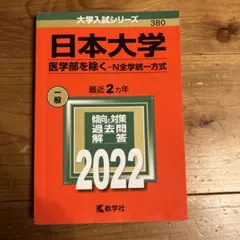 大学入試シリーズ
380
日本大学
医学部を除く-N全学統一方式
最近2カ年
一般
傾向と対策
過去問
解答
2022
教学社